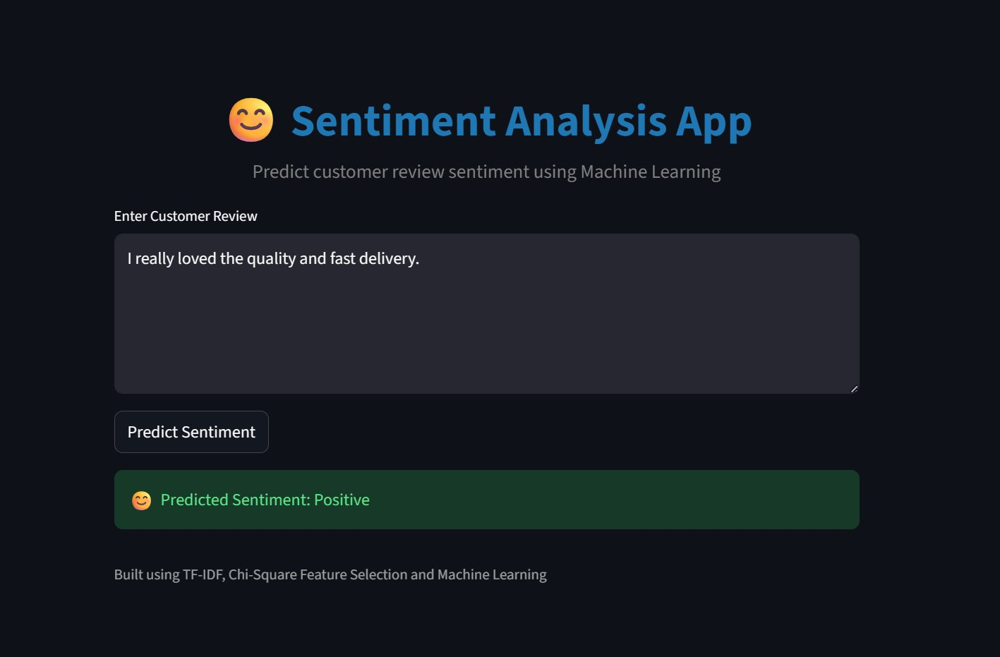 😊 Sentiment Analysis App
Predict customer review sentiment using Machine Learning
Enter Customer Review
I really loved the quality and fast delivery.
Predict Sentiment
😊 Predicted Sentiment: Positive
Built using TF-IDF, Chi-Square Feature Selection and Machine Learning